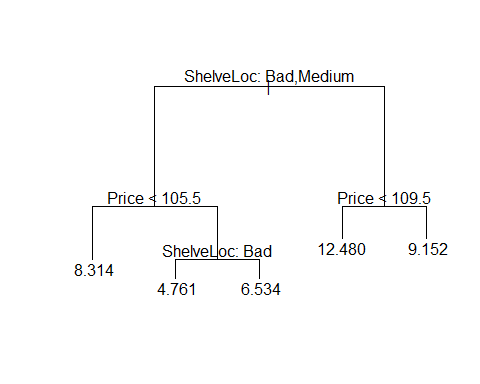 ShelveLoc: Bad,Medium
Price < 105.5
Price < 109.5
8.314
ShelveLoc: Bad
12.480
9.152
4.761
6.534